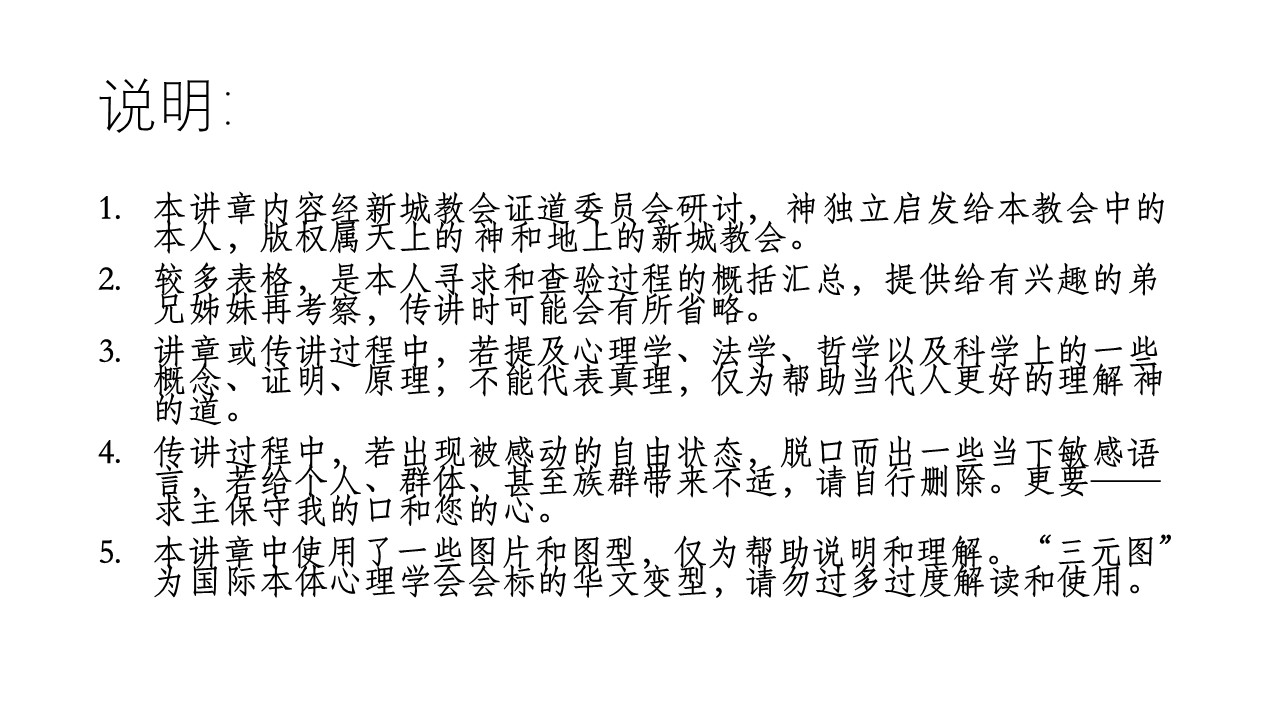 说明：
1. 本讲章内容经新城教会证道委员会研讨， 神独立启发给本教会中的
本人，版权属天上的 神和地上的新城教会。
2. 较多表格，是本人寻求和查验过程的概括汇总，提供给有兴趣的弟
兄姊妹再考察，传讲时可能会有所省略。
3. 讲章或传讲过程中，若提及心理学、法学、哲学以及科学上的一些
概念、证明、原理，不能代表真理，仅为帮助当代人更好的理解 神
的道。
4. 传讲过程中，若出现被感动的自由状态，脱口而出一些当下敏感语
言，若给个人、群体、甚至族群带来不适，请自行删除。更要——
求主保守我的口和您的心。
5. 本讲章中使用了一些图片和图型，仅为帮助说明和理解。“三元图”
为国际本体心理学会会标的华文变型，请勿过多过度解读和使用。